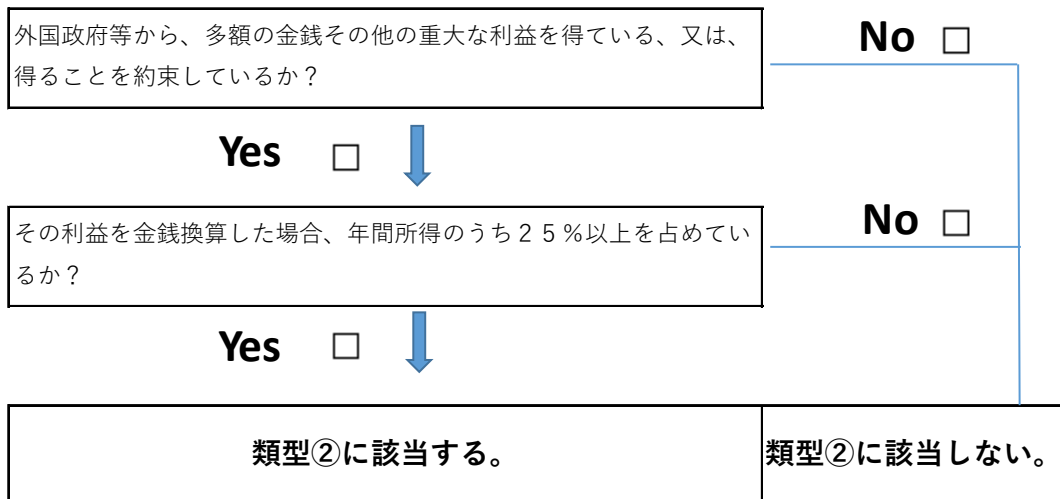 外国政府等から、多額の金銭その他の重大な利益を得ている、又は、
得ることを約束しているか？
No □
Yes □
その利益を金銭換算した場合、年間所得のうち２５％以上を占めてい
るか？
No □
Yes □
類型②に該当する。
類型②に該当しない。